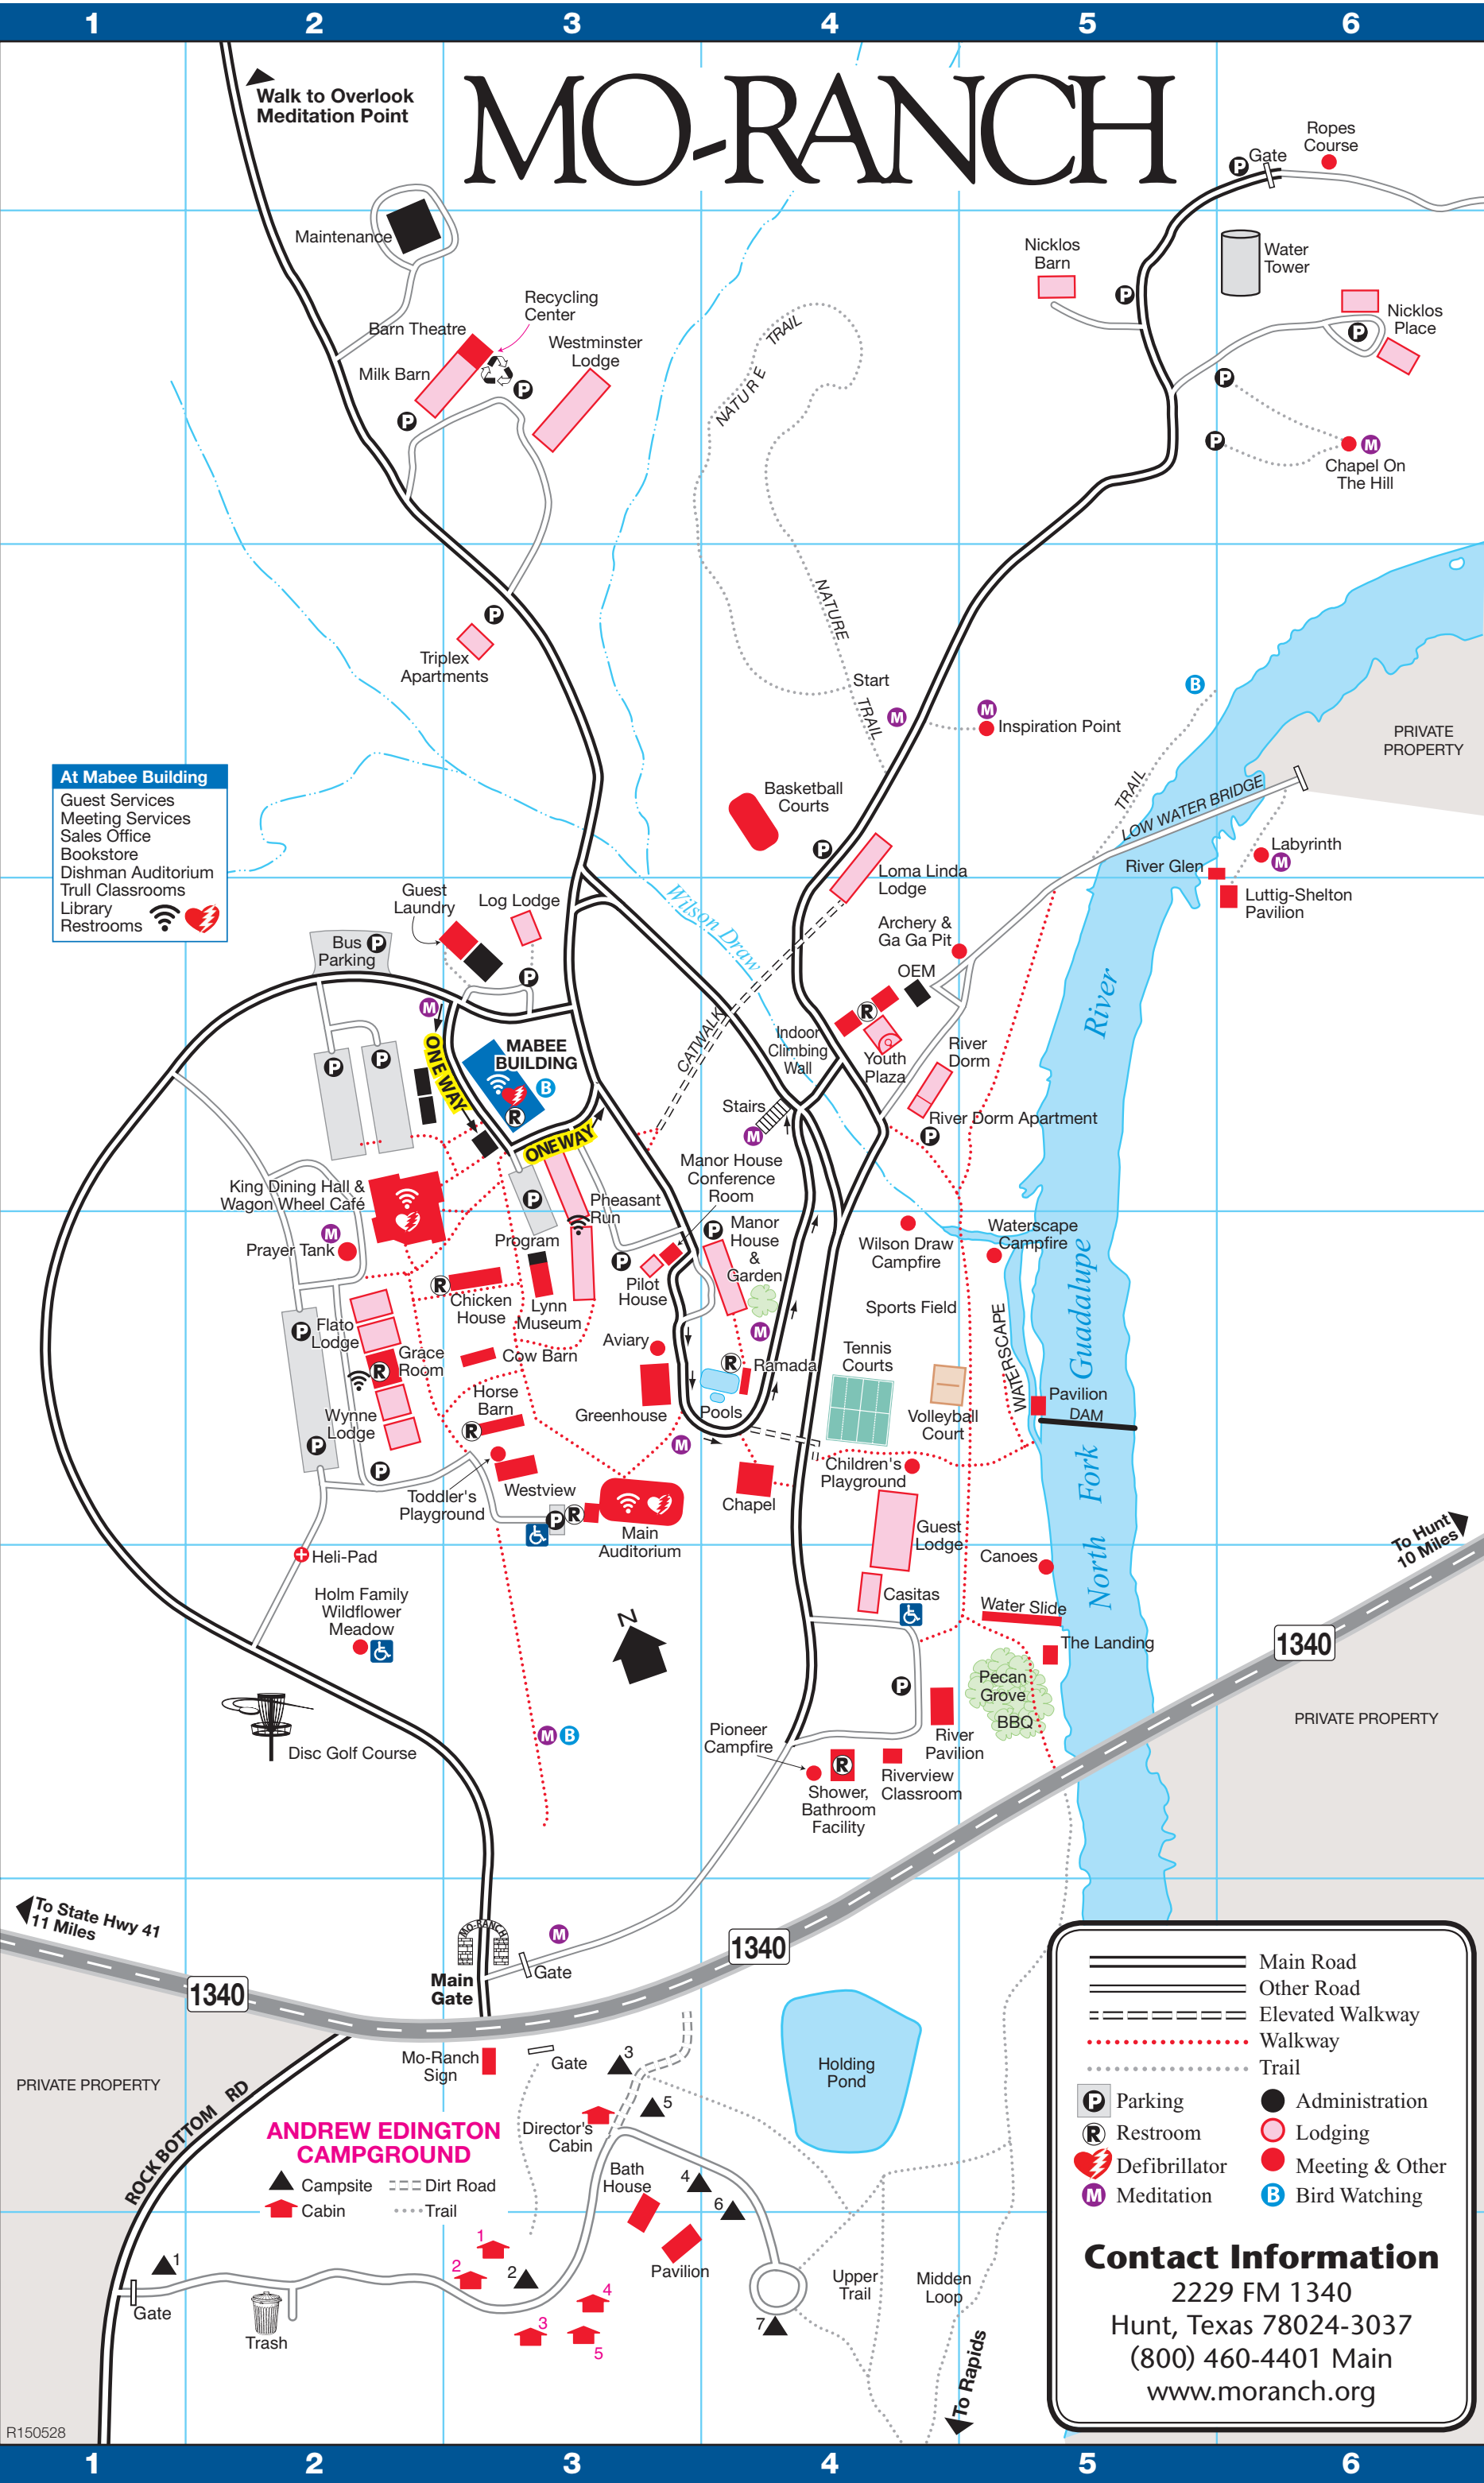 1 2 3 4 5 6
MO-RANCH
Walk to Overlook
Meditation Point
Ropes
Course
P
Gate
Maintenance
Nicklos
Barn
Water
Tower
P
Nicklos
Place
P
Recycling
Center
Barn Theatre
Westminster
Lodge
Milk Barn
P
P
NATURE TRAIL
P
P
M
Chapel On
The Hill
P
Triplex
Apartments
NATURE
TRAIL
Start
M
M
Inspiration Point
B
PRIVATE
PROPERTY
TRAIL
LOW WATER BRIDGE
At Mabee Building
Guest Services
Meeting Services
Sales Office
Bookstore
Dishman Auditorium
Trull Classrooms
Library
Restrooms
Basketball
Courts
P
Loma Linda
Lodge
Labyrinth
M
River Glen
Luttig-Shelton
Pavilion
Guest
Laundry
Log Lodge
Wilson Draw
Archery &
Ga Ga Pit
OEM
Bus
Parking
P
P
M
ONE WAY
MABEE
BUILDING
B
R
ONE WAY
P
P
CATWALK
Indoor
Climbing
Wall
R
Youth
Plaza
River
Dorm
River Dorm Apartment
P
Stairs
M
Manor House
Conference
Room
King Dining Hall &
Wagon Wheel Café
M
Prayer Tank
P
Pheasant
Run
Program
P
Pilot
House
P
Manor
House
&
Garden
M
Wilson Draw
Campfire
Waterscape
Campfire
Sports Field
WATERSCAPE
R
Chicken
House
Lynn
Museum
P
Flato
Lodge
Grace
Room
R
Cow Barn
Aviary
R
Ramada
Tennis
Courts
Volleyball
Court
Pavilion
DAM
Horse
Barn
R
Greenhouse
Pools
M
Wynne
Lodge
P
P
Toddler's
Playground
Westview
P
R
Main
Auditorium
Chapel
Children's
Playground
Guest
Lodge
Casitas
Canoes
Water Slide
The Landing
North Fork Guadalupe River
To Hunt
10 Miles
1340
Heli-Pad
Holm Family
Wildflower
Meadow
N
Disc Golf Course
M
B
P
Pecan
Grove
BBQ
River
Pavilion
Pioneer
Campfire
R
Shower,
Bathroom
Facility
Riverview
Classroom
PRIVATE PROPERTY
To State Hwy 41
11 Miles
1340
MO-RANCH
Main
Gate
M
Gate
1340
PRIVATE PROPERTY
ROCK BOTTOM RD
Mo-Ranch
Sign
Gate
3
5
Director's
Cabin
Holding
Pond
ANDREW EDINGTON
CAMPGROUND
Campsite
Dirt Road
Cabin
Trail
Bath
House
4
6
Pavilion
1
Gate
Trash
1
2
2
3
4
5
7
Upper
Trail
Midden
Loop
To Rapids
Main Road
Other Road
Elevated Walkway
Walkway
Trail
P Parking
Administration
R Restroom
Lodging
Defibrillator
Meeting & Other
M Meditation
B Bird Watching
Contact Information
2229 FM 1340
Hunt, Texas 78024-3037
(800) 460-4401 Main
www.moranch.org
R150528
1 2 3 4 5 6